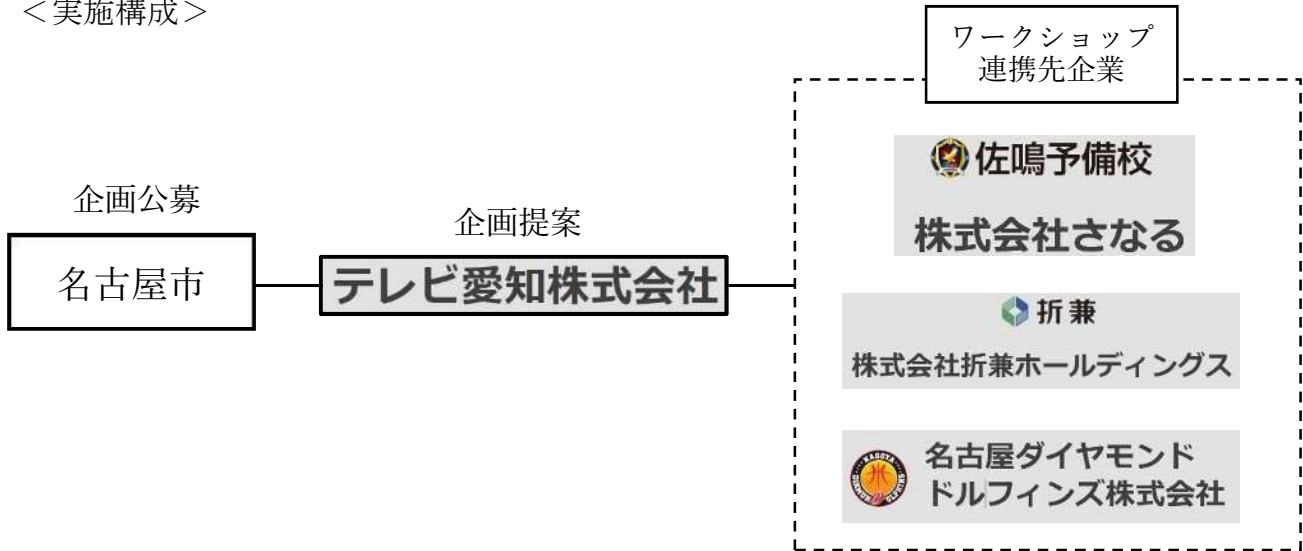 ＜実施構成＞
企画公募
名古屋市
企画提案
テレビ愛知株式会社
ワークショップ
連携先企業
佐鳴予備校
株式会社さなる
折兼
株式会社折兼ホールディングス
名古屋ダイヤモンド
ドルフィンズ株式会社